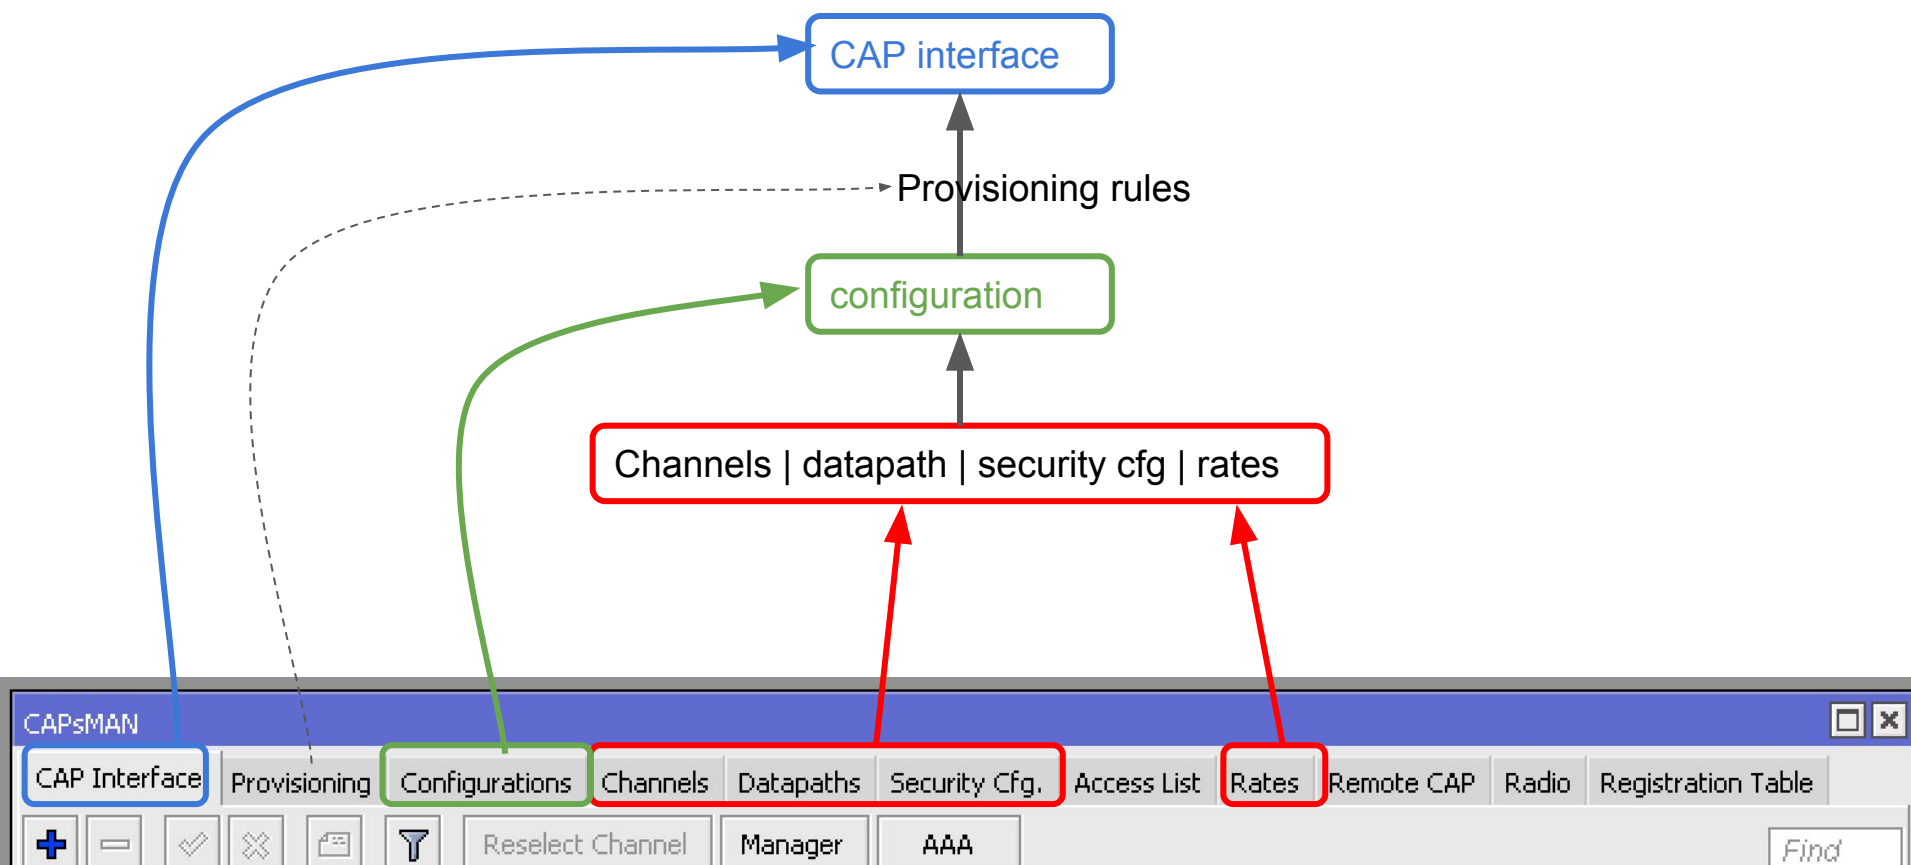 CAP interface
Provisioning rules
configuration
Channels | datapath | security cfg | rates
CAPsMAN
CAP Interface Provisioning Configurations Channels Datapaths Security Cfg. Access List Rates Remote CAP Radio Registration Table
Reselect Channel Manager AAA Find